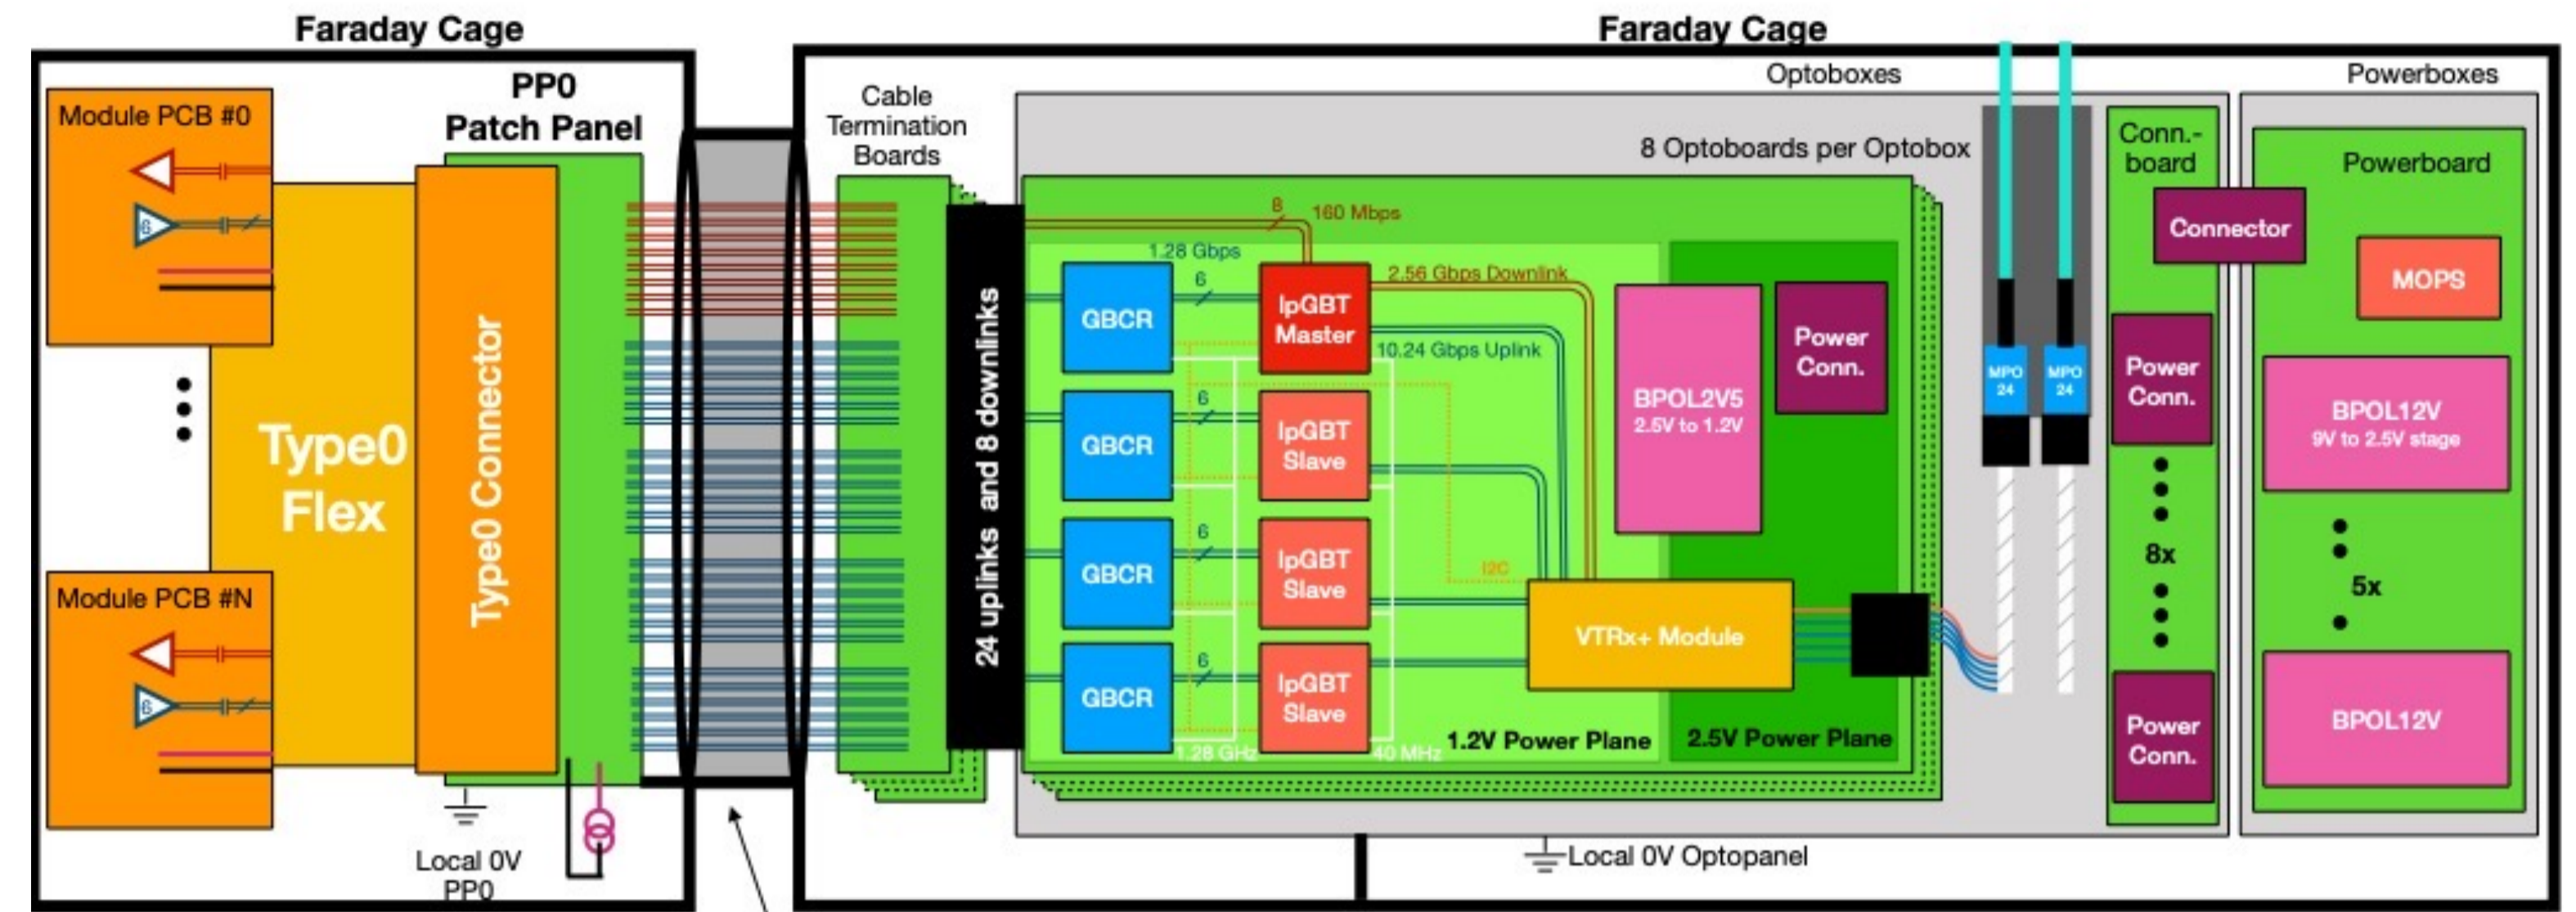 Faraday Cage
Faraday Cage
Module PCB #0
6
Module PCB #N
6
Type0
Flex
Type0 Connector
PP0
Patch Panel
Local 0V
PP0
Cable
Termination
Boards
24 uplinks and 8 downlinks
Optoboxes
8 Optoboards per Optobox
8
160 Mbps
1.28 Gbps
6
6
6
6
GBCR
GBCR
GBCR
GBCR
lpGBT
Master
lpGBT
Slave
lpGBT
Slave
lpGBT
Slave
2.56 Gbps Downlink
10.24 Gbps Uplink
I2C
1.28 GHz
40 MHz
BPOL2V5
2.5V to 1.2V
Power
Conn.
VTRx+ Module
1.2V Power Plane
2.5V Power Plane
Local 0V Optopanel
MPO
24
MPO
24
Conn.-
board
Connector
Power
Conn.
8x
Power
Conn.
Powerboxes
Powerboard
MOPS
BPOL12V
9V to 2.5V stage
5x
BPOL12V